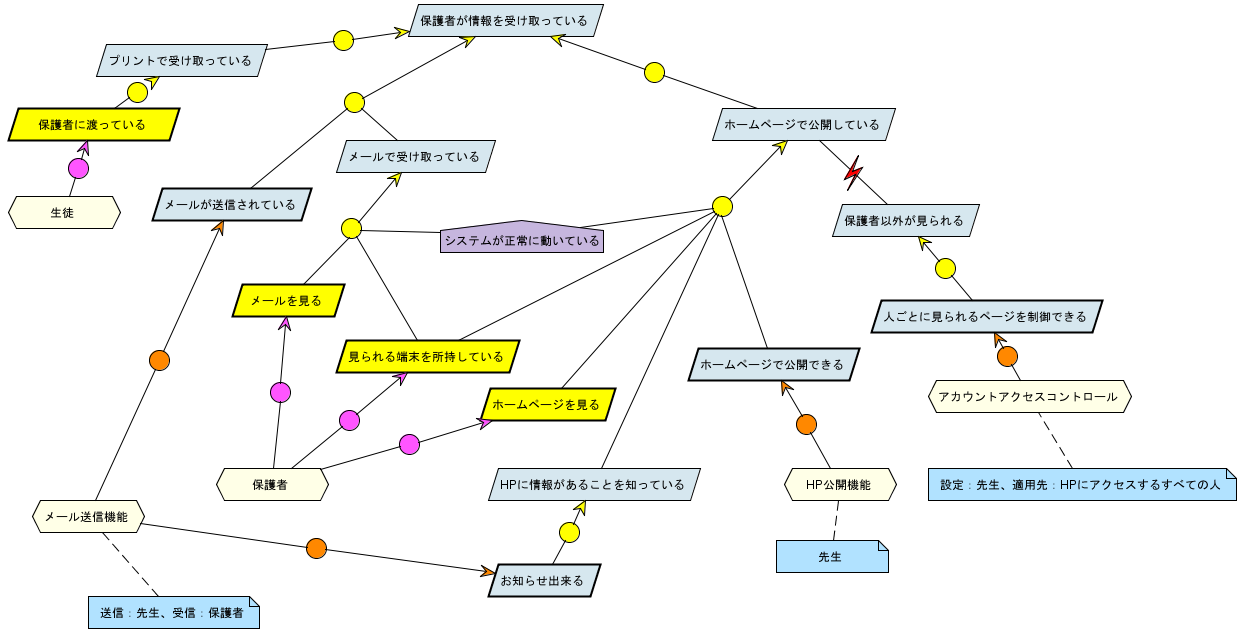 保護者が情報を受け取っている
プリントで受け取っている
保護者に渡っている
ホームページで公開している
メールで受け取っている
生徒
メールが送信されている
保護者以外が見られる
システムが正常に動いている
メールを見る
人ごとに見られるページを制御できる
見られる端末を所持している
ホームページで公開できる
ホームページを見る
アカウントアクセスコントロール
保護者
HPに情報があることを知っている
HP公開機能
設定：先生、適用先：HPにアクセスするすべての人
メール送信機能
先生
お知らせ出来る
送信：先生、受信：保護者